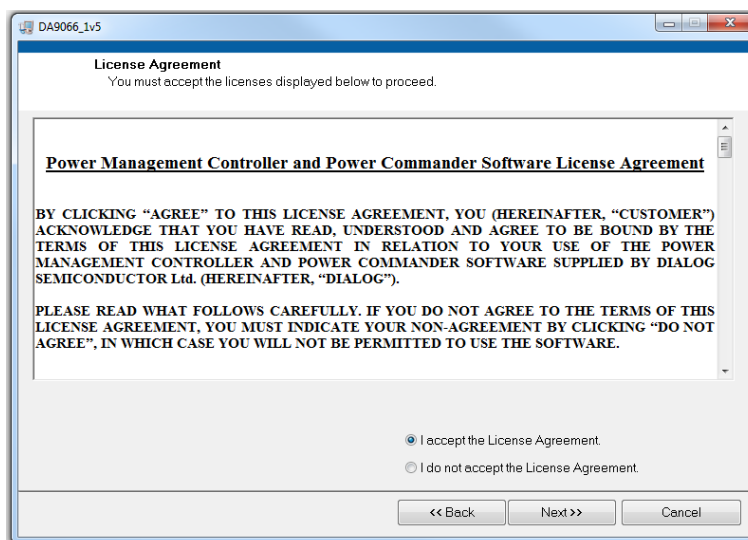 DA9066_1v5
License Agreement
You must accept the licenses displayed below to proceed.
Power Management Controller and Power Commander Software License Agreement
BY CLICKING “AGREE” TO THIS LICENSE AGREEMENT, YOU (HEREINAFTER, “CUSTOMER”)
ACKNOWLEDGE THAT YOU HAVE READ, UNDERSTOOD AND AGREE TO BE BOUND BY THE
TERMS OF THIS LICENSE AGREEMENT IN RELATION TO YOUR USE OF THE POWER
MANAGEMENT CONTROLLER AND POWER COMMANDER SOFTWARE SUPPLIED BY DIALOG
SEMICONDUCTOR Ltd. (HEREINAFTER, “DIALOG”).
PLEASE READ WHAT FOLLOWS CAREFULLY. IF YOU DO NOT AGREE TO THE TERMS OF THIS
LICENSE AGREEMENT, YOU MUST INDICATE YOUR NON-AGREEMENT BY CLICKING “DO NOT
AGREE”, IN WHICH CASE YOU WILL NOT BE PERMITTED TO USE THE SOFTWARE.
I accept the License Agreement.
I do not accept the License Agreement.
<< Back Next >> Cancel